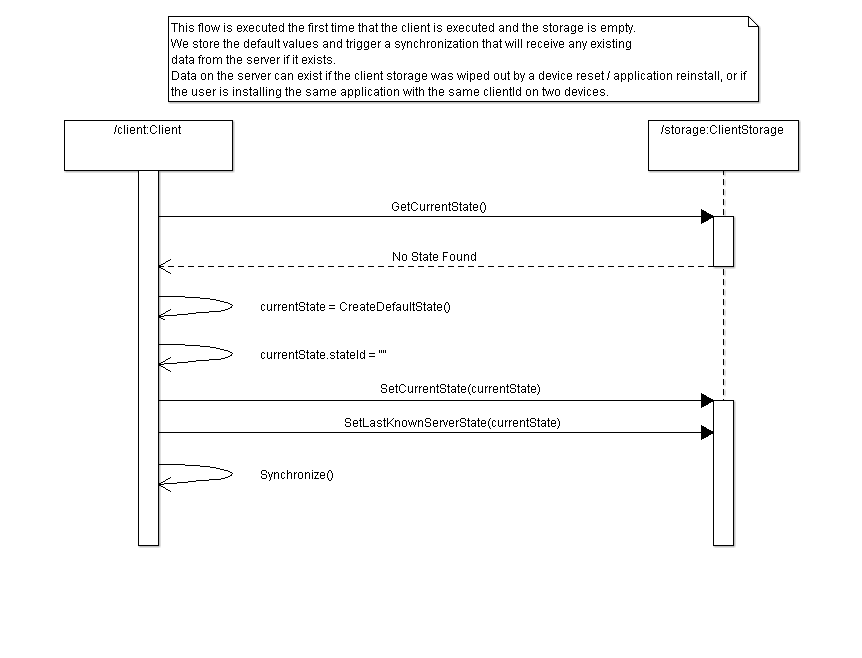 This flow is executed the first time that the client is executed and the storage is empty.
We store the default values and trigger a synchronization that will receive any existing
data from the server if it exists.
Data on the server can exist if the client storage was wiped out by a device reset / application reinstall, or if
the user is installing the same application with the same clientId on two devices.
/client:Client
/storage:ClientStorage
GetCurrentState()
No State Found
currentState = CreateDefaultState()
currentState.stateId = ""
SetCurrentState(currentState)
SetLastKnownServerState(currentState)
Synchronize()